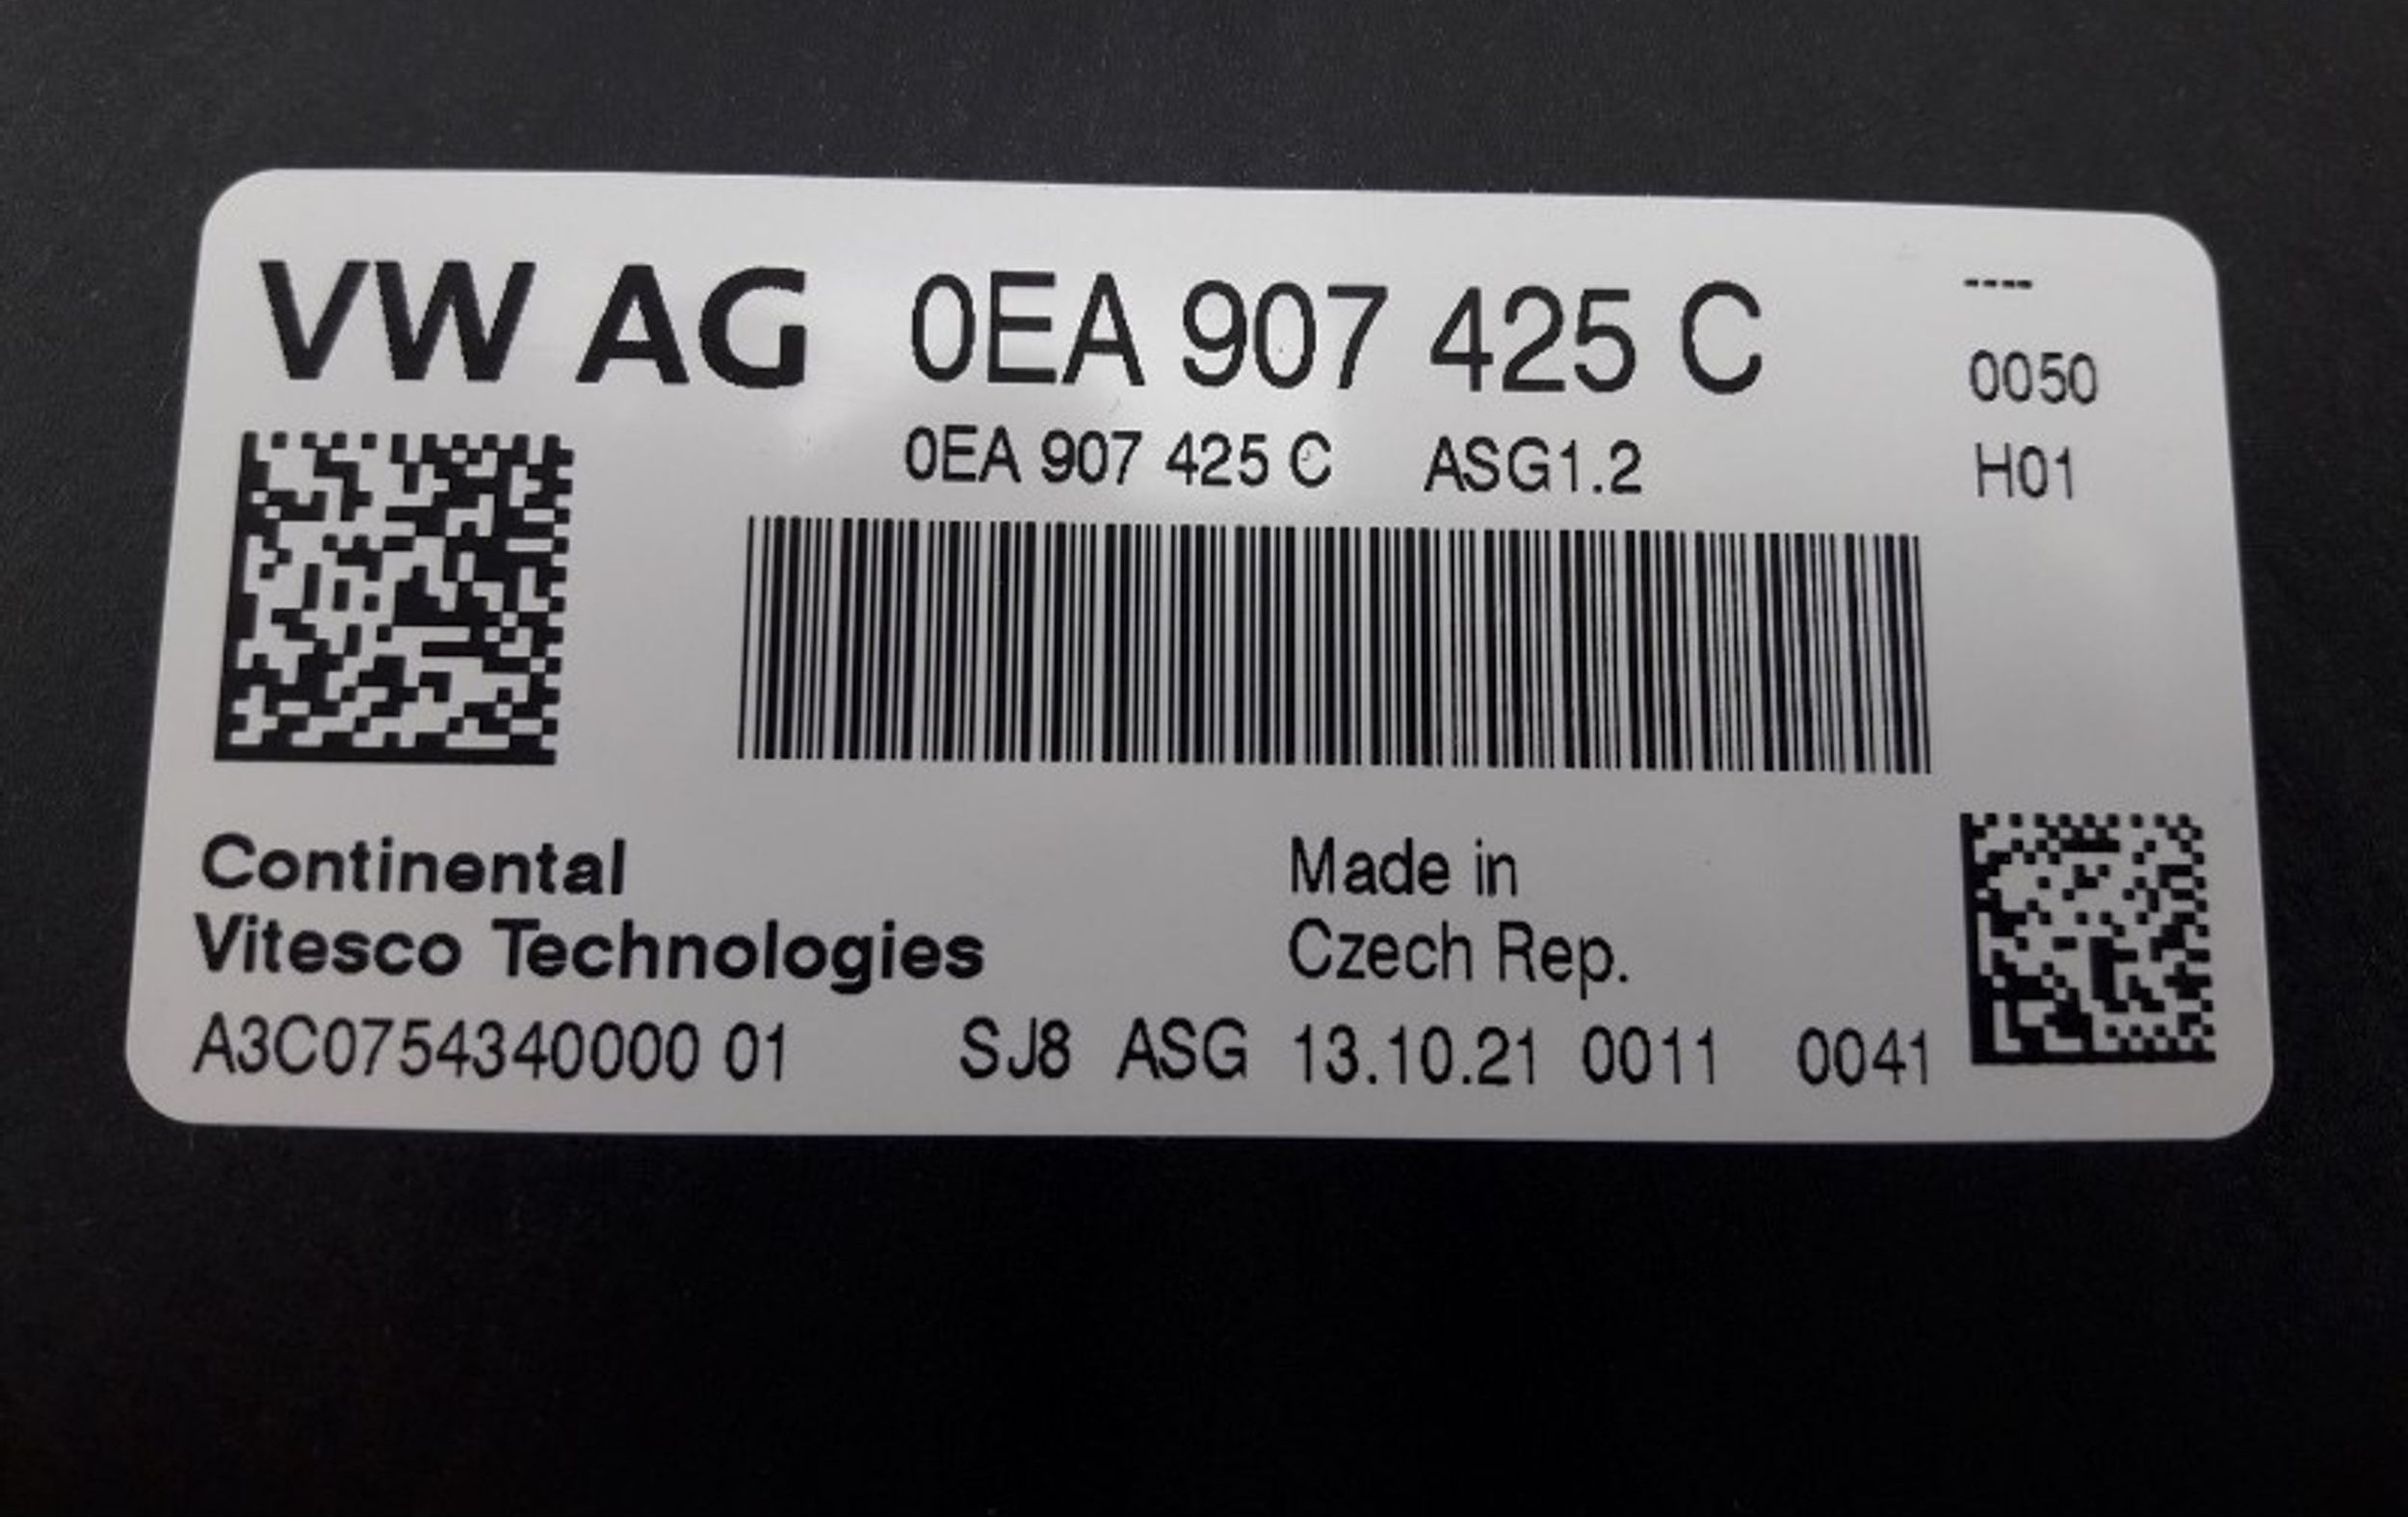 VW AG 0EA 907 425 C ----
0050
0EA 907 425 C ASG1.2 H01
Continental
Vitesco Technologies
Made in
Czech Rep.
A3C0754340000 01 SJ8 ASG 13.10.21 0011 0041